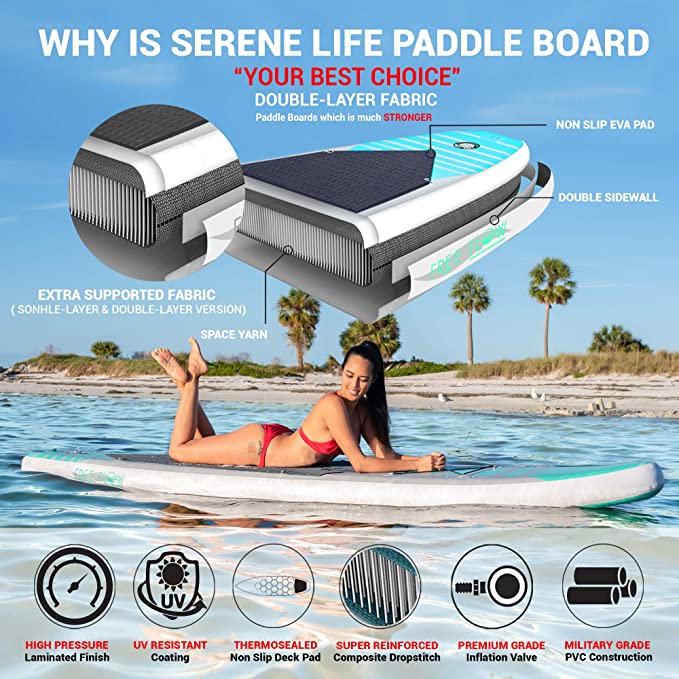 WHY IS SERENE LIFE PADDLE BOARD
“YOUR BEST CHOICE”
DOUBLE-LAYER FABRIC
Paddle Boards which is much STRONGER
NON SLIP EVA PAD
DOUBLE SIDEWALL
FREE FLOW
EXTRA SUPPORTED FABRIC
( SONHLE-LAYER & DOUBLE-LAYER VERSION)
SPACE YARN
FREE FLOW
UV
HIGH PRESSURE
Laminated Finish
UV RESISTANT
Coating
THERMOSEALED
Non Slip Deck Pad
SUPER REINFORCED
Composite Dropstitch
PREMIUM GRADE
Inflation Valve
MILITARY GRADE
PVC Construction